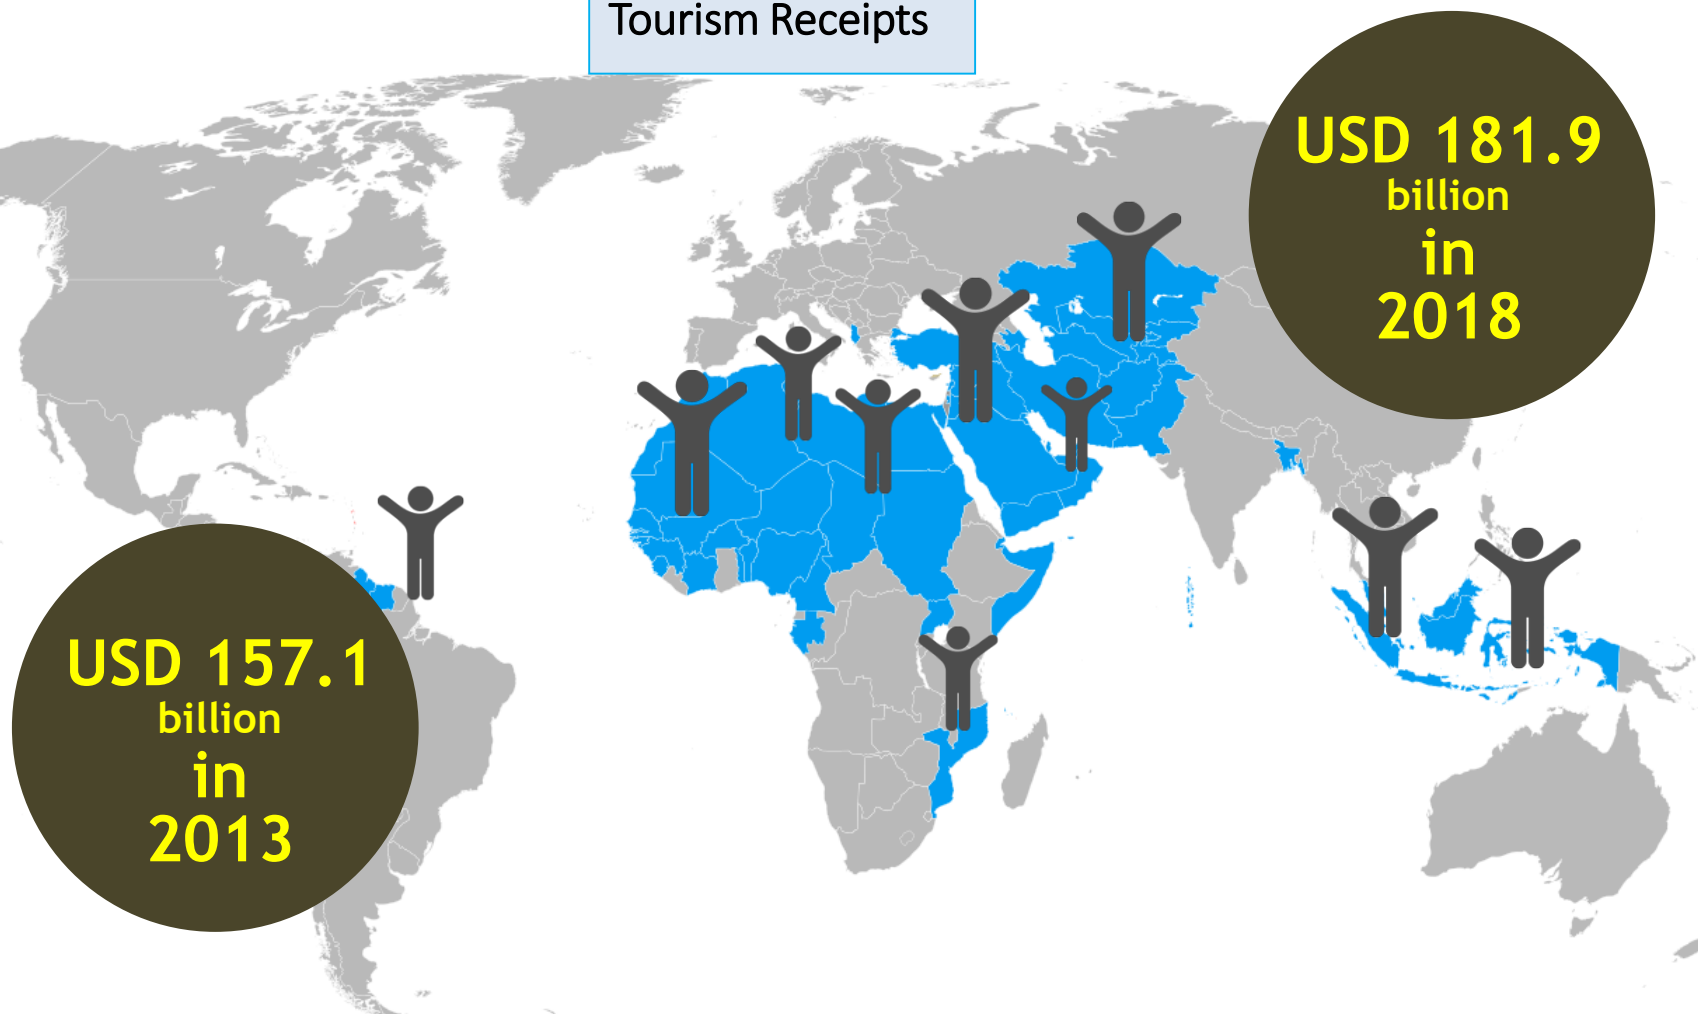 Tourism Receipts
USD 181.9
billion
in
2018
USD 157.1
billion
in
2013